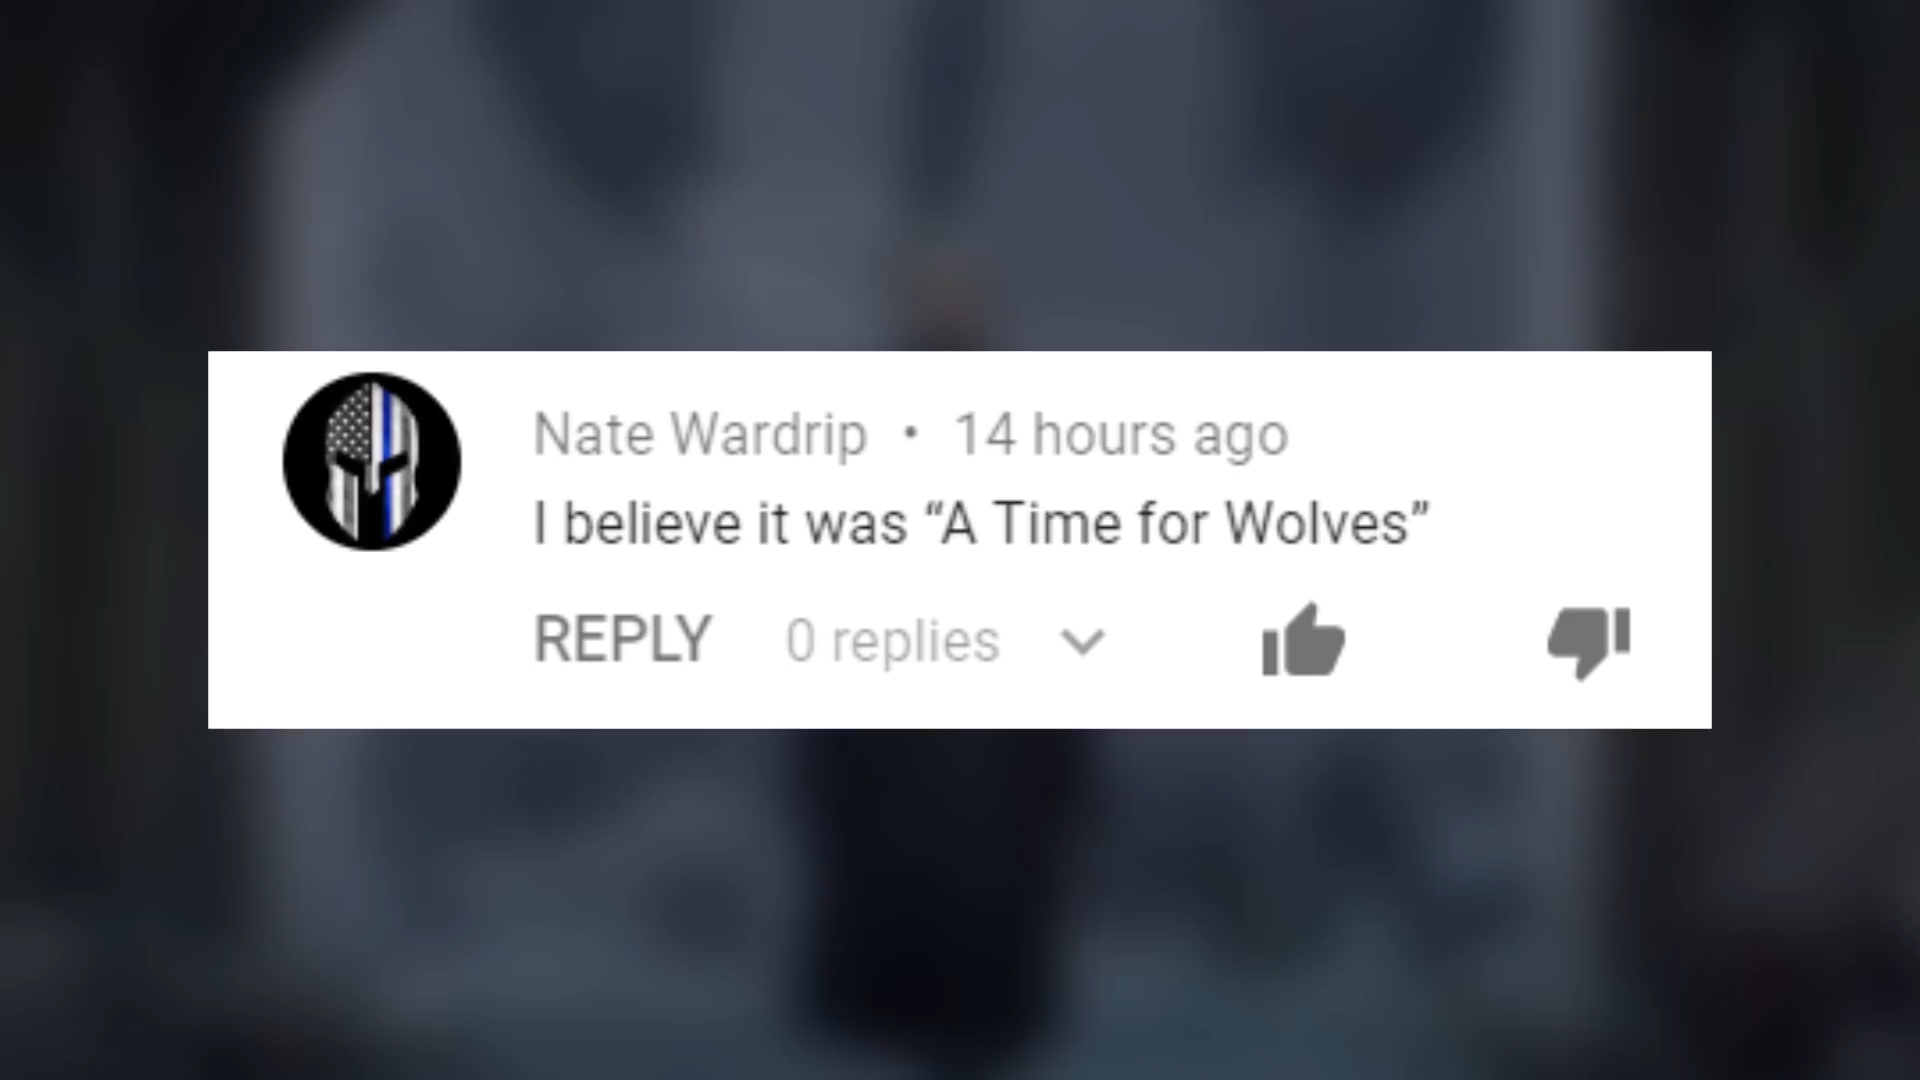 Nate Wardrip • 14 hours ago
I believe it was “A Time for Wolves”
REPLY 0 replies